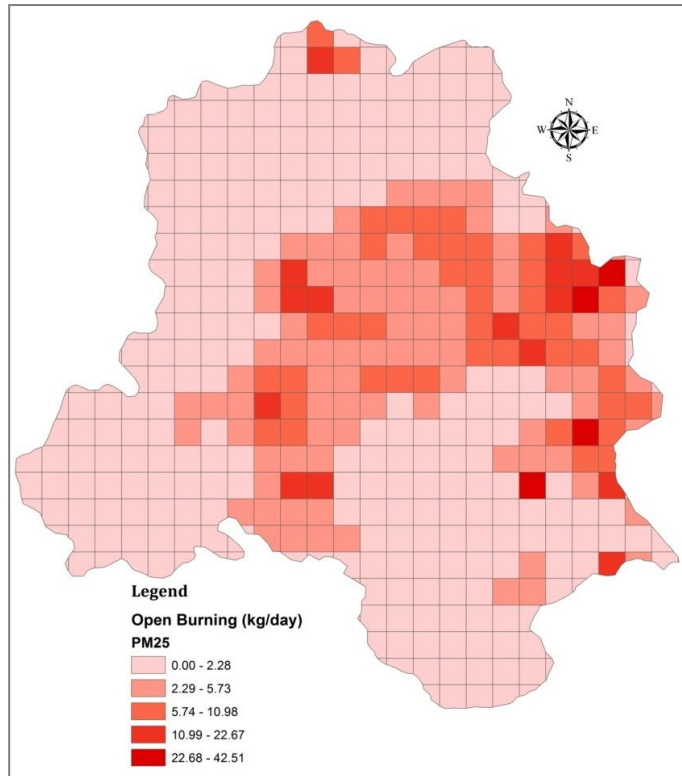 N
W E
S
Legend
Open Burning (kg/day)
PM25
0.00 - 2.28
2.29 - 5.73
5.74 - 10.98
10.99 - 22.67
22.68 - 42.51